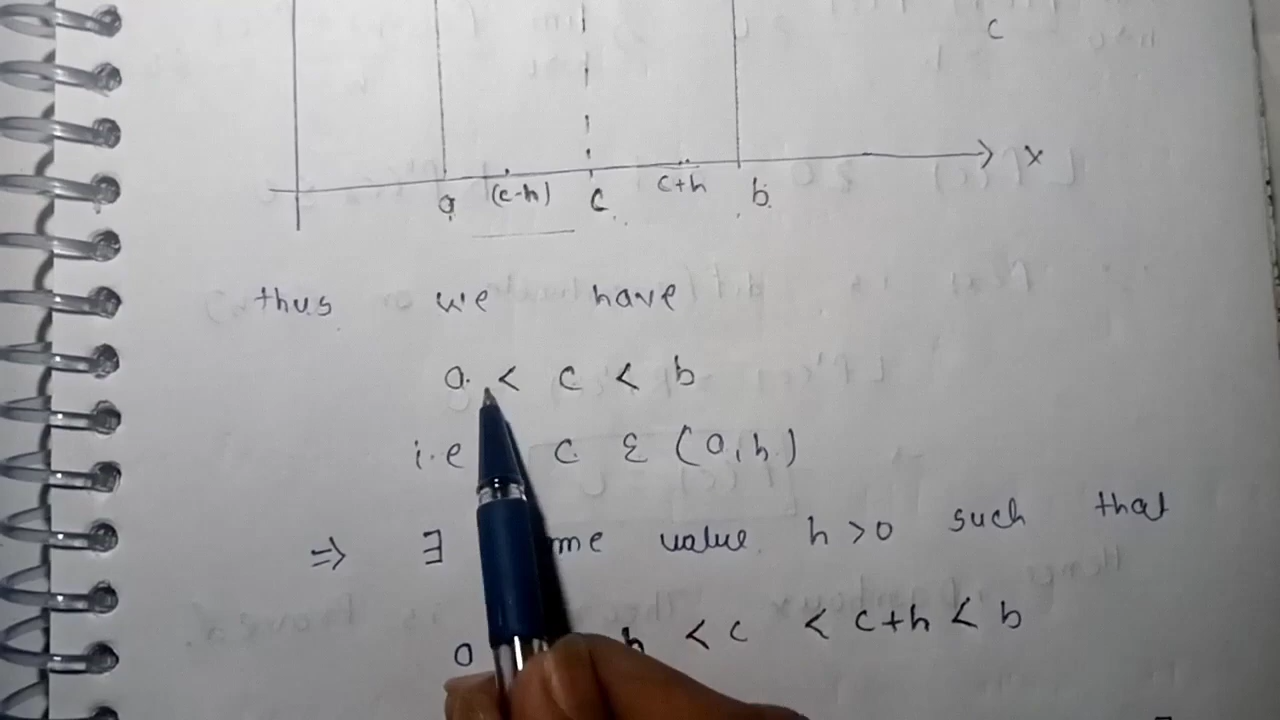 c
x
a (c-h) c c+h b
thus we have
a < c < b
i.e c ε (a,b)
=> ∃ me value h>0 such that
a h < c < c+h < b